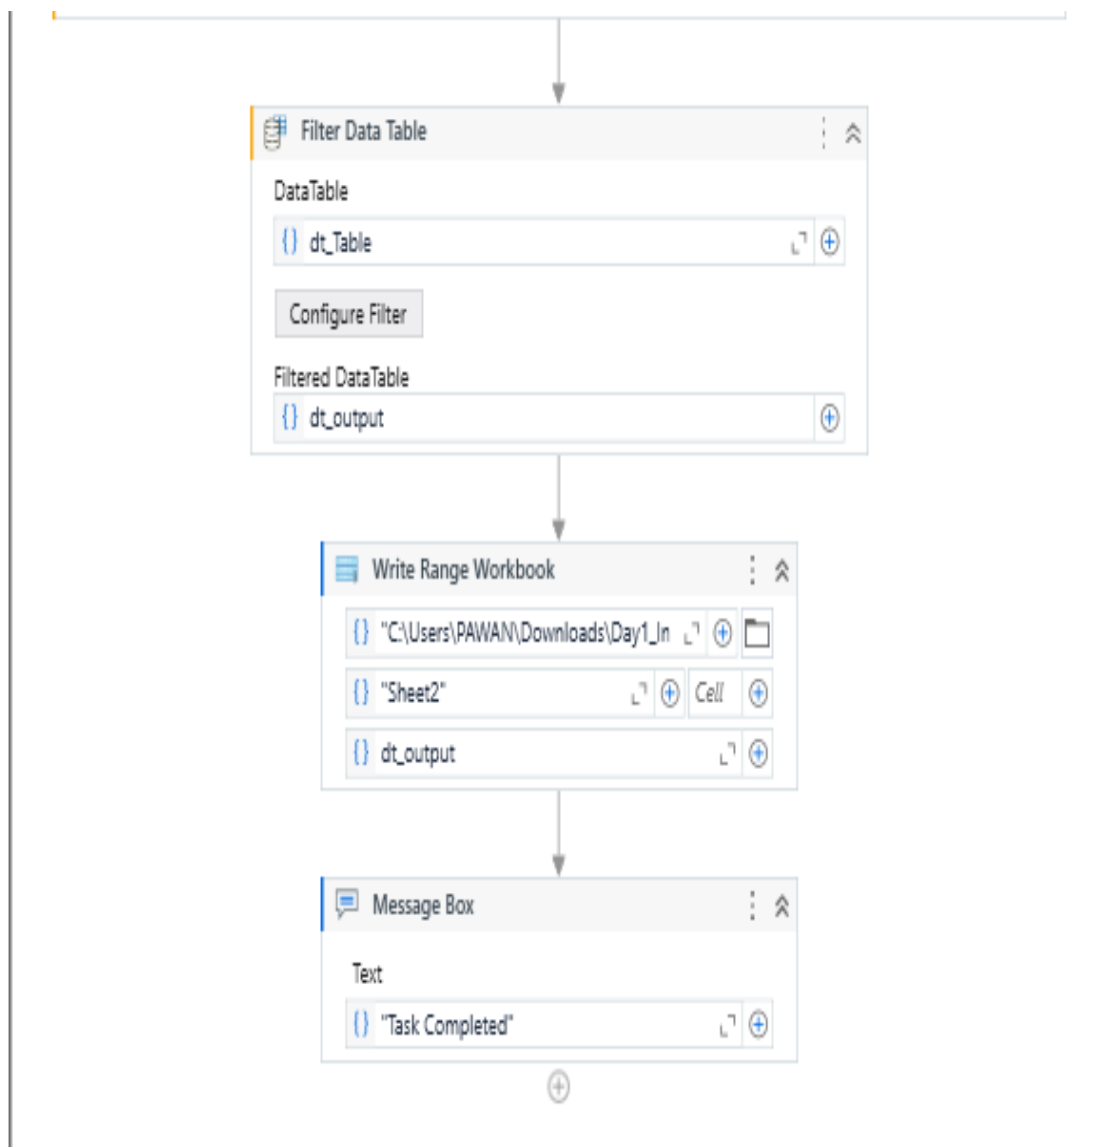 Filter Data Table
DataTable
dt_Table
Configure Filter
Filtered DataTable
dt_output
Write Range Workbook
"C:\Users\PAWAN\Downloads\Day1_In
"Sheet2" Cell
dt_output
Message Box
Text
"Task Completed"